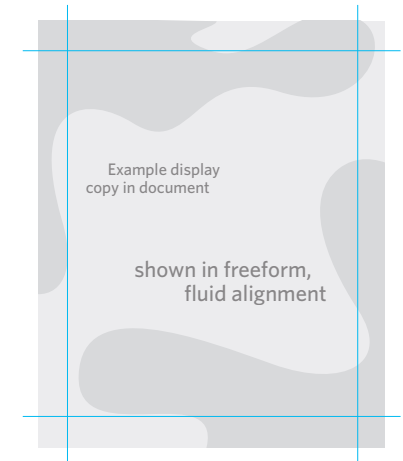 Example display
copy in document
shown in freeform,
fluid alignment